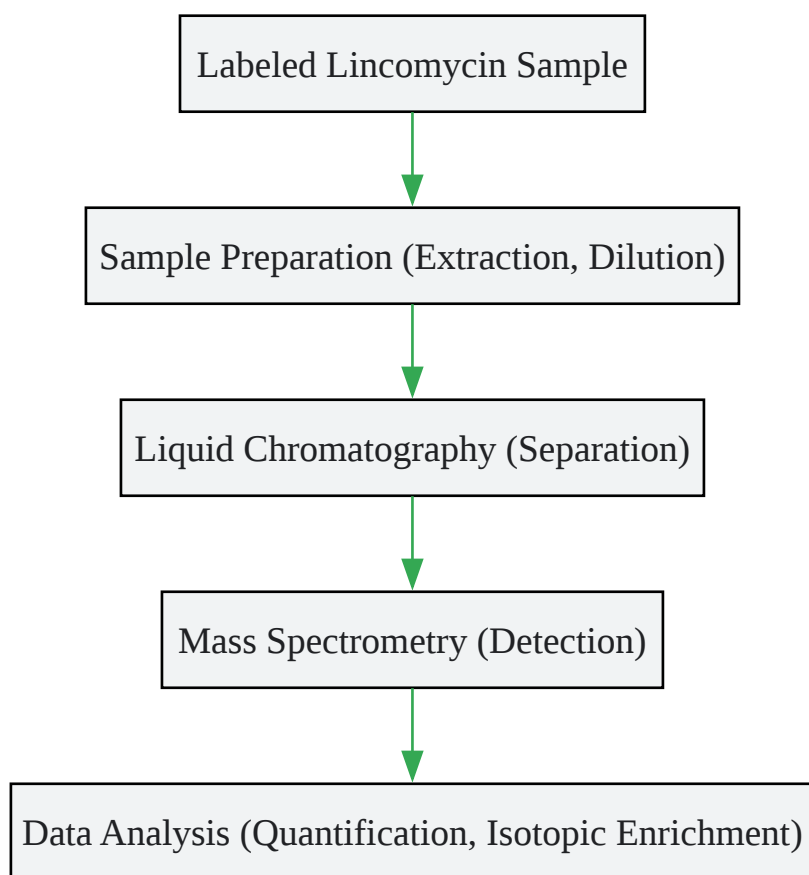 Labeled Lincomycin Sample
Sample Preparation (Extraction, Dilution)
Liquid Chromatography (Separation)
Mass Spectrometry (Detection)
Data Analysis (Quantification, Isotopic Enrichment)